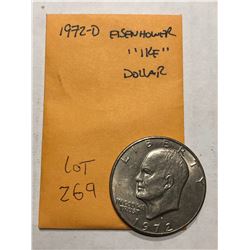 1972-D EISENHOWER
"IKE"
DOLLAR
LOT
269
LIBERTY
IN GOD
WE TRUST
1972